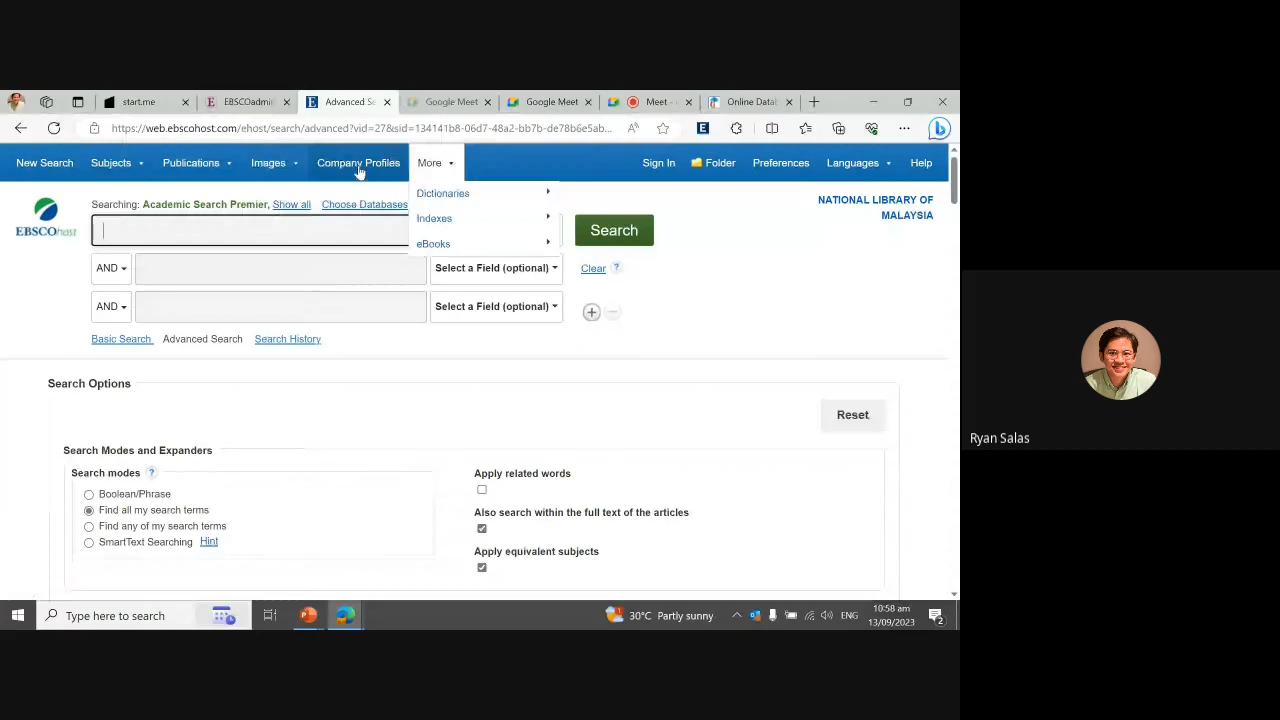 start.me
EBSCOadmin
Advanced Se
Google Meet
Google Meet
Meet -
Online Datab
https://web.ebscohost.com/ehost/search/advanced?vid=27&sid=134141b8-06d7-48a2-bb7b-de78b6e5ab...
New Search
Subjects
Publications
Images
Company Profiles
More
Sign In
Folder
Preferences
Languages
Help
Dictionaries
Indexes
eBooks
Searching: Academic Search Premier, Show all
Choose Databases
NATIONAL LIBRARY OF
MALAYSIA
EBSCOhost
Search
AND
Select a Field (optional)
Clear
?
AND
Select a Field (optional)
Basic Search
Advanced Search
Search History
Search Options
Reset
Search Modes and Expanders
Search modes ?
Boolean/Phrase
Find all my search terms
Find any of my search terms
SmartText Searching Hint
Apply related words
Also search within the full text of the articles
Apply equivalent subjects
Type here to search
30°C Partly sunny
ENG
10:58 am
13/09/2023
2
Ryan Salas